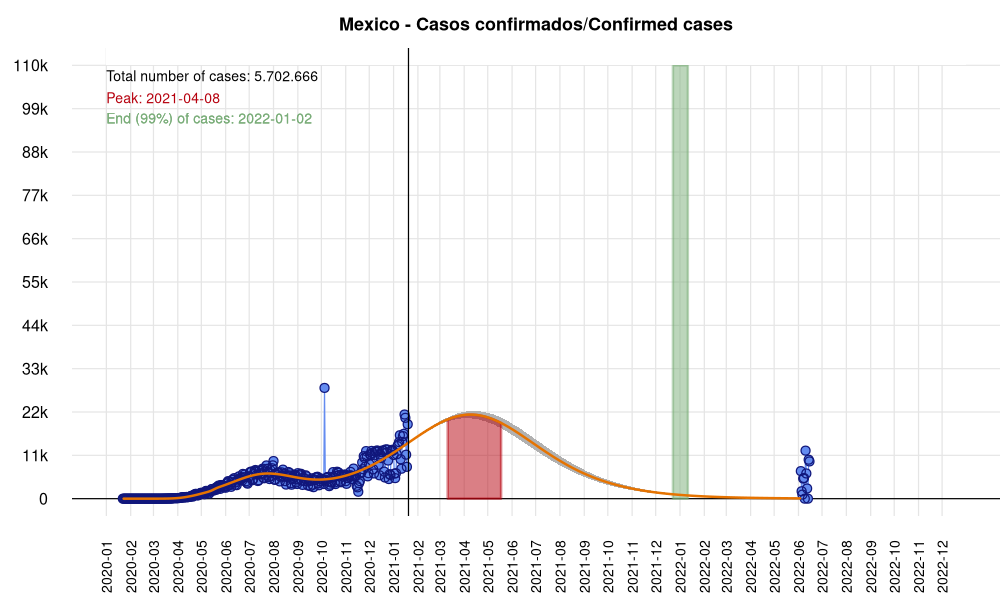 Mexico - Casos confirmados/Confirmed cases
Total number of cases: 5.702.666
Peak: 2021-04-08
End (99%) of cases: 2022-01-02
110k
99k
88k
77k
66k
55k
44k
33k
22k
11k
0
2020-01
2020-02
2020-03
2020-04
2020-05
2020-06
2020-07
2020-08
2020-09
2020-10
2020-11
2020-12
2021-01
2021-02
2021-03
2021-04
2021-05
2021-06
2021-07
2021-08
2021-09
2021-10
2021-11
2021-12
2022-01
2022-02
2022-03
2022-04
2022-05
2022-06
2022-07
2022-08
2022-09
2022-10
2022-11
2022-12